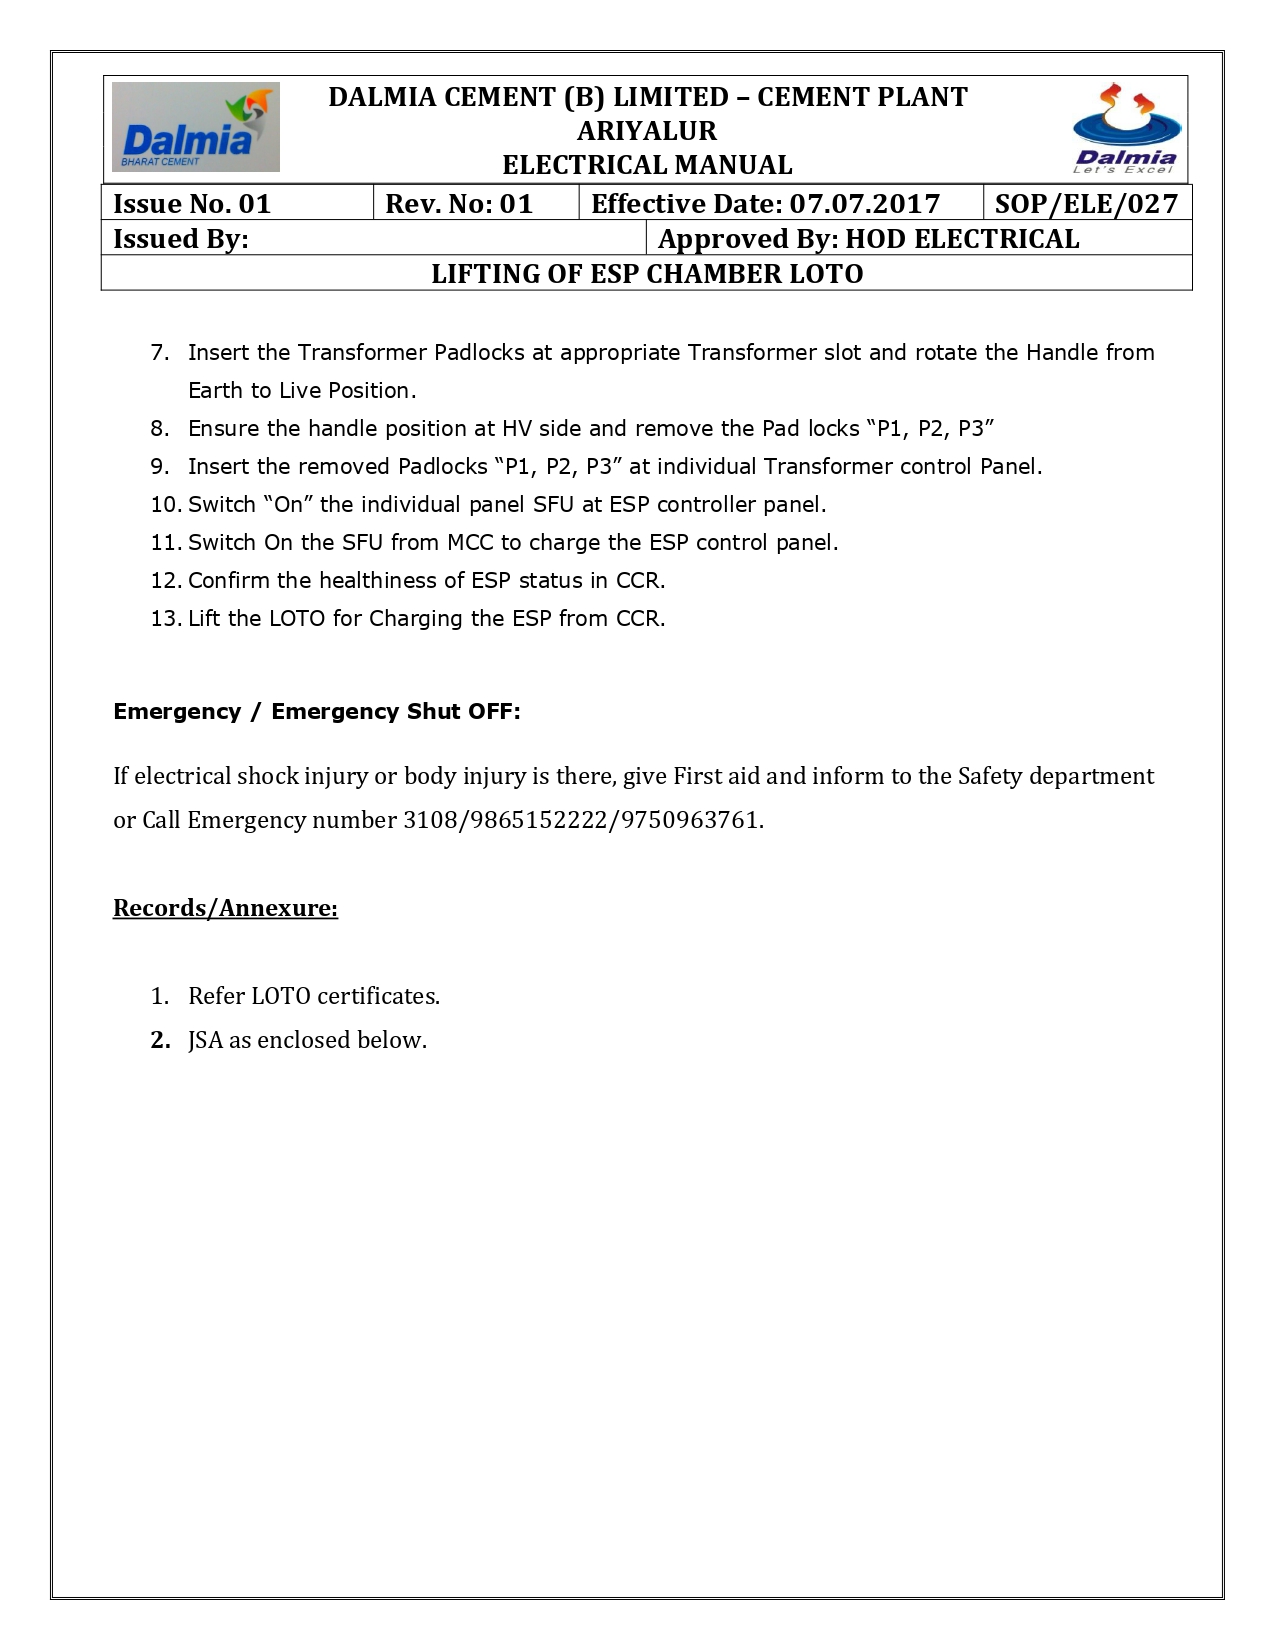 Dalmia
BHARAT CEMENT
DALMIA CEMENT (B) LIMITED – CEMENT PLANT
ARIYALUR
ELECTRICAL MANUAL
Dalmia
Let's Excel
Issue No. 01 Rev. No: 01 Effective Date: 07.07.2017 SOP/ELE/027
Issued By: Approved By: HOD ELECTRICAL
LIFTING OF ESP CHAMBER LOTO
7. Insert the Transformer Padlocks at appropriate Transformer slot and rotate the Handle from
Earth to Live Position.
8. Ensure the handle position at HV side and remove the Pad locks “P1, P2, P3”
9. Insert the removed Padlocks “P1, P2, P3” at individual Transformer control Panel.
10. Switch “On” the individual panel SFU at ESP controller panel.
11. Switch On the SFU from MCC to charge the ESP control panel.
12. Confirm the healthiness of ESP status in CCR.
13. Lift the LOTO for Charging the ESP from CCR.
Emergency / Emergency Shut OFF:
If electrical shock injury or body injury is there, give First aid and inform to the Safety department
or Call Emergency number 3108/9865152222/9750963761.
Records/Annexure:
1. Refer LOTO certificates.
2. JSA as enclosed below.